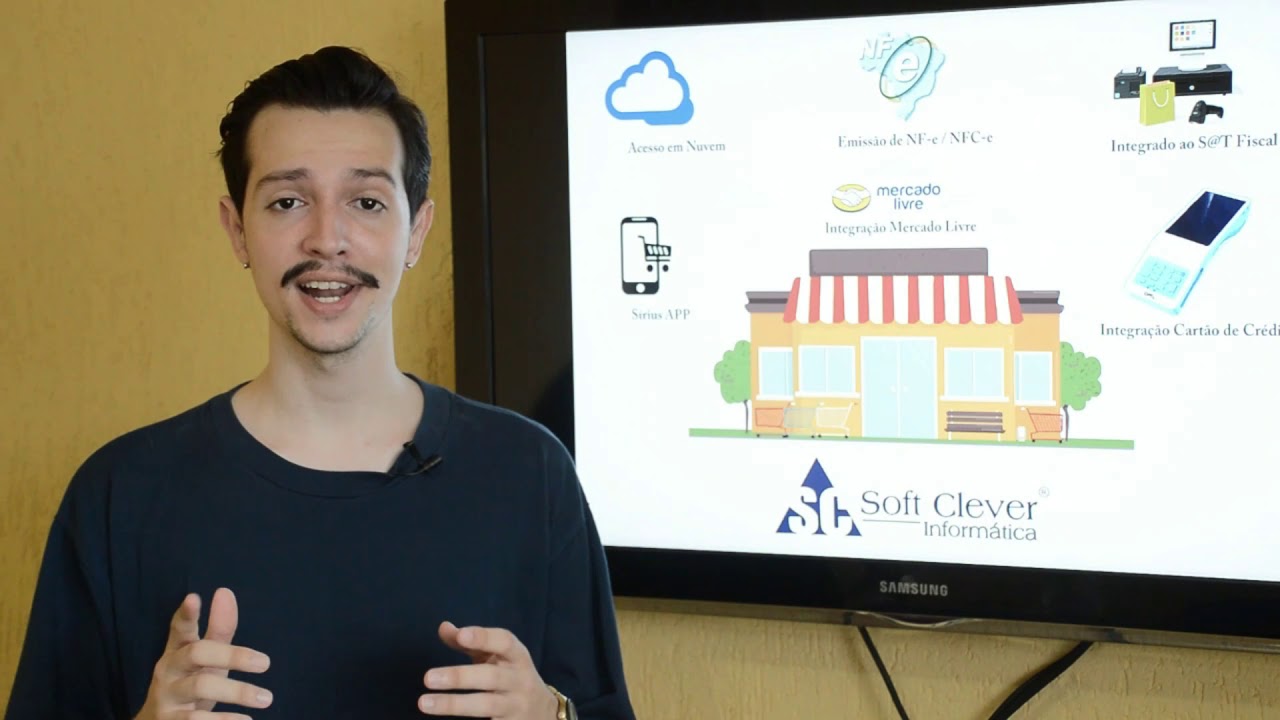 NF
e
Acesso em Nuvem
Emissão de NF-e / NFC-e
Integrado ao S@T Fiscal
mercado
livre
Integração Mercado Livre
Sirius APP
Integração Cartão de Crédi
SC
Soft Clever®
Informática
SAMSUNG